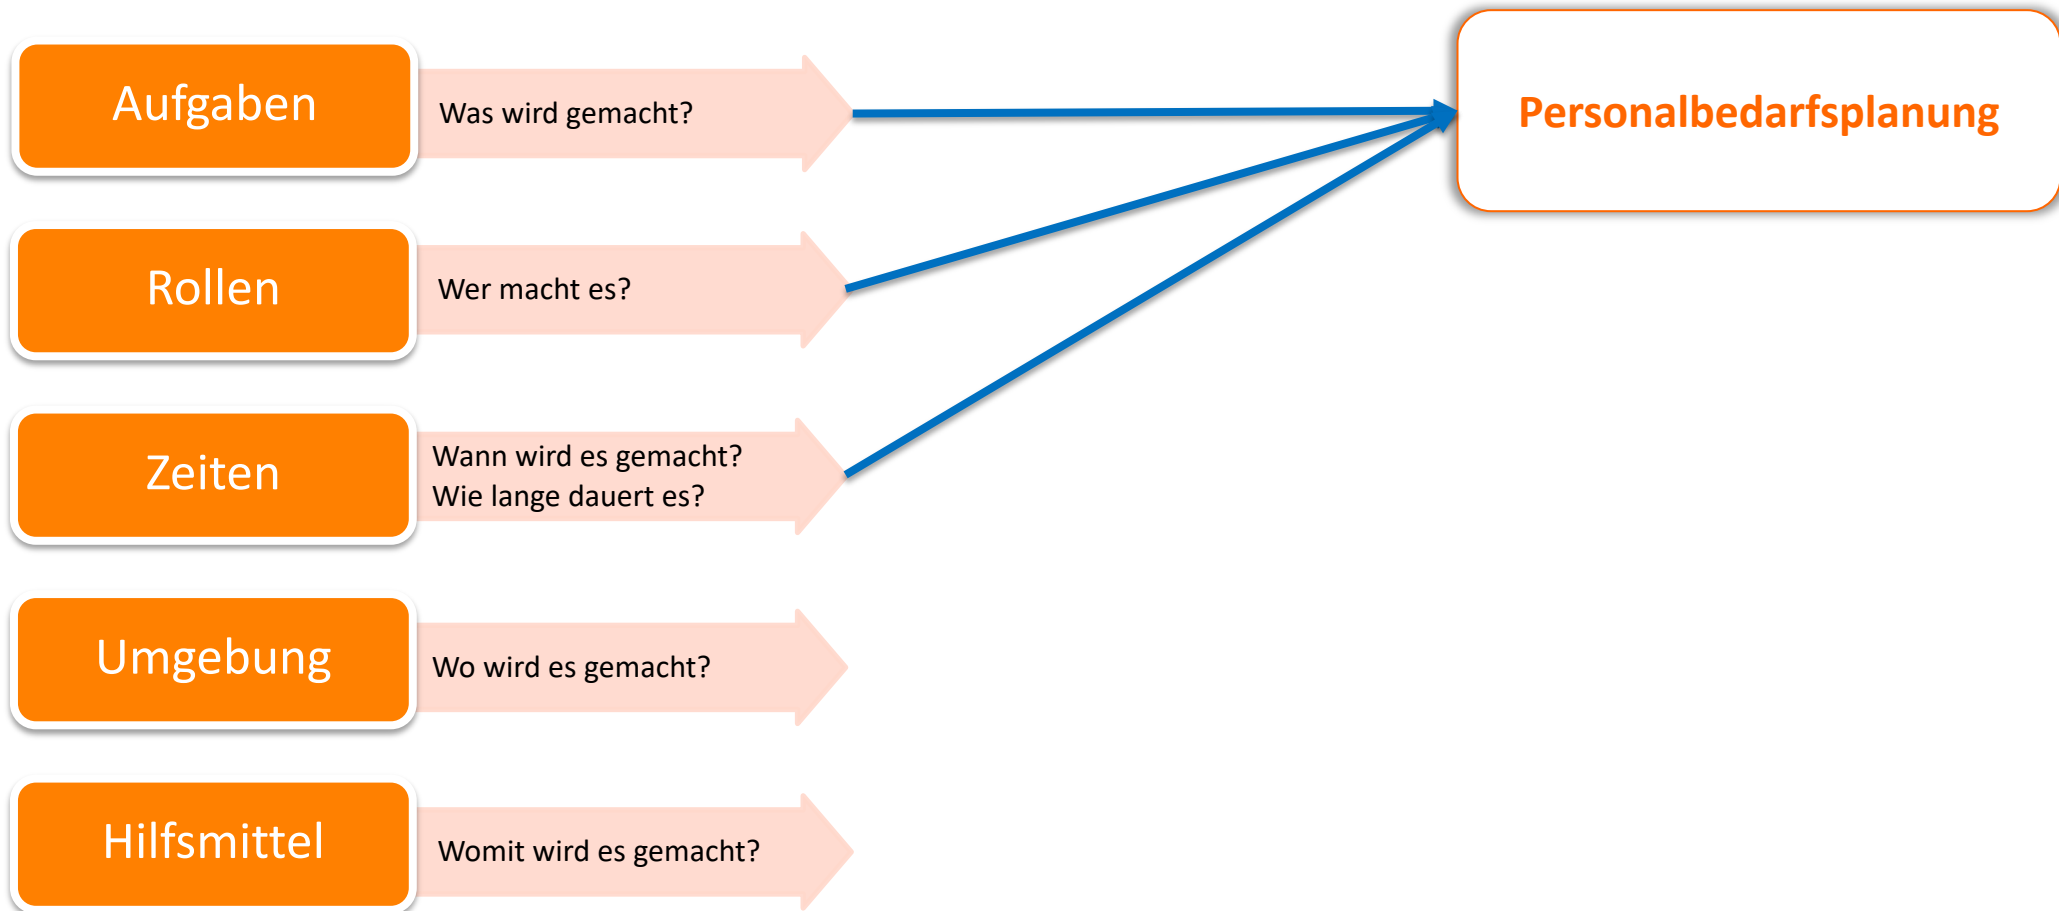 Aufgaben
Was wird gemacht?
Personalbedarfsplanung
Rollen
Wer macht es?
Zeiten
Wann wird es gemacht?
Wie lange dauert es?
Umgebung
Wo wird es gemacht?
Hilfsmittel
Womit wird es gemacht?